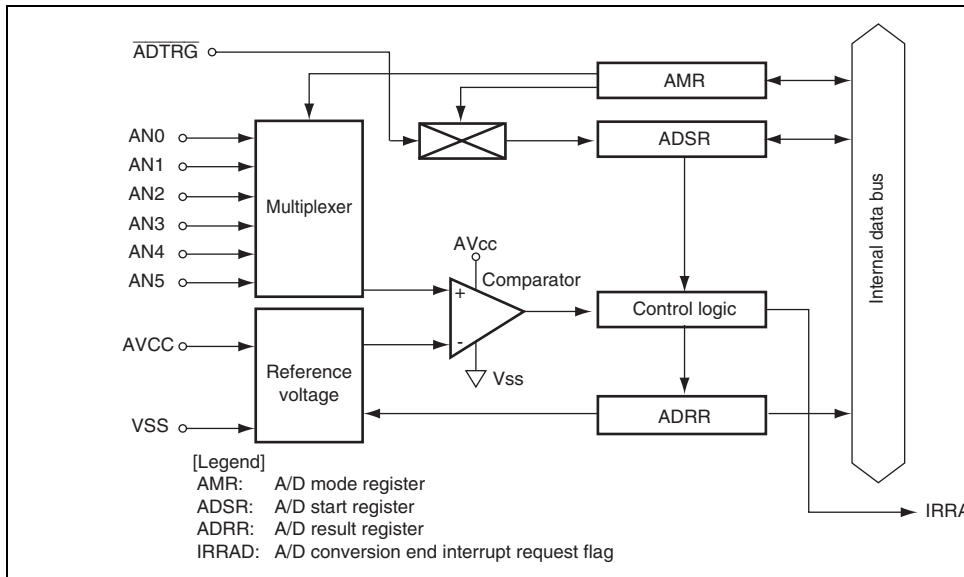 ADTRG
AMR
AN0
ADSR
AN1
AN2
Multiplexer
AN3
AN4
AN5
AVcc
Comparator
+
-
Vss
Control logic
Internal data bus
AVCC
Reference
voltage
VSS
ADRR
[Legend]
AMR: A/D mode register
ADSR: A/D start register
ADRR: A/D result register
IRRAD: A/D conversion end interrupt request flag
IRRA